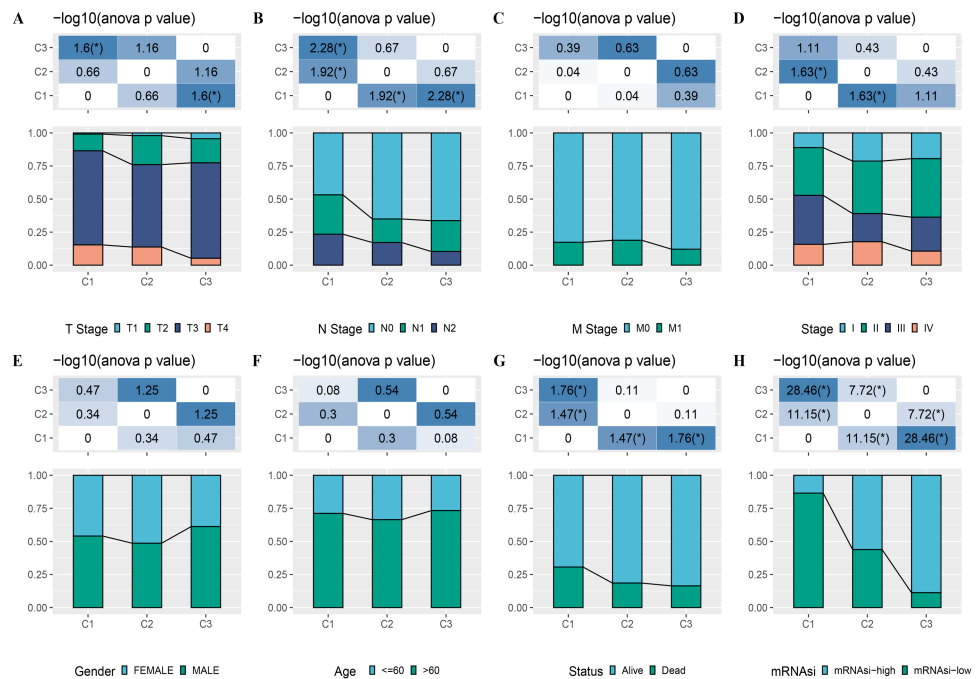 A
−log10(anova p value)
C3 1.6(*) 1.16 0
C2 0.66 0 1.16
C1 0 0.66 1.6(*)
1.00
0.75
0.50
0.25
0.00
C1 C2 C3
T Stage T1 T2 T3 T4
B
−log10(anova p value)
C3 2.28(*) 0.67 0
C2 1.92(*) 0 0.67
C1 0 1.92(*) 2.28(*)
1.00
0.75
0.50
0.25
0.00
C1 C2 C3
N Stage N0 N1 N2
C
−log10(anova p value)
C3 0.39 0.63 0
C2 0.04 0 0.63
C1 0 0.04 0.39
1.00
0.75
0.50
0.25
0.00
C1 C2 C3
M Stage M0 M1
D
−log10(anova p value)
C3 1.11 0.43 0
C2 1.63(*) 0 0.43
C1 0 1.63(*) 1.11
1.00
0.75
0.50
0.25
0.00
C1 C2 C3
Stage I II III IV
E
−log10(anova p value)
C3 0.47 1.25 0
C2 0.34 0 1.25
C1 0 0.34 0.47
1.00
0.75
0.50
0.25
0.00
C1 C2 C3
Gender FEMALE MALE
F
−log10(anova p value)
C3 0.08 0.54 0
C2 0.3 0 0.54
C1 0 0.3 0.08
1.00
0.75
0.50
0.25
0.00
C1 C2 C3
Age <=60 >60
G
−log10(anova p value)
C3 1.76(*) 0.11 0
C2 1.47(*) 0 0.11
C1 0 1.47(*) 1.76(*)
1.00
0.75
0.50
0.25
0.00
C1 C2 C3
Status Alive Dead
H
−log10(anova p value)
C3 28.46(*) 7.72(*) 0
C2 11.15(*) 0 7.72(*)
C1 0 11.15(*) 28.46(*)
1.00
0.75
0.50
0.25
0.00
C1 C2 C3
mRNAsi mRNAsi−high mRNAsi−low